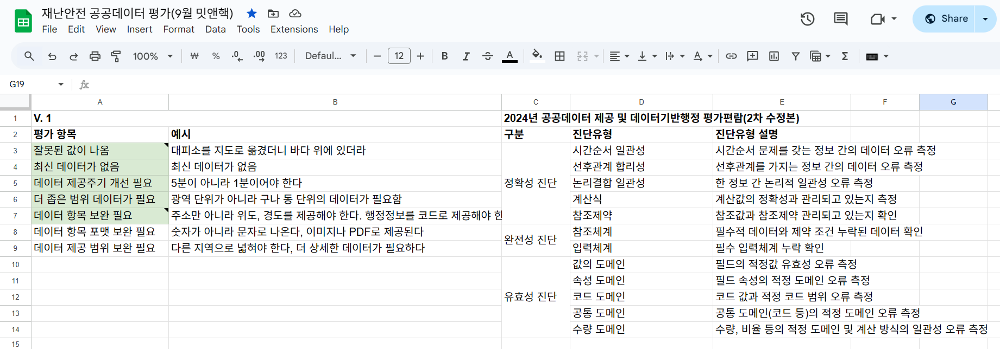 재난안전 공공데이터 평가(9월 밋앤핵)
File Edit View Insert Format Data Tools Extensions Help
Share
100% ₩ % .0 .00 123 Defaul... − 12 + B I S A Σ
G19 fx
A B C D E F G
1 V. 1 2024년 공공데이터 제공 및 데이터기반행정 평가편람(2차 수정본)
2 평가 항목 예시 구분 진단유형 진단유형 설명
3 잘못된 값이 나옴 대피소를 지도로 옮겼더니 바다 위에 있더라 시간순서 일관성 시간순서 문제를 갖는 정보 간의 데이터 오류 측정
4 최신 데이터가 없음 최신 데이터가 없음 선후관계 합리성 선후관계를 가지는 정보 간의 데이터 오류 측정
5 데이터 제공주기 개선 필요 5분이 아니라 1분이어야 한다 정확성 진단 논리결합 일관성 한 정보 간 논리적 일관성 오류 측정
6 더 좁은 범위 데이터가 필요 광역 단위가 아니라 구나 동 단위의 데이터가 필요함 계산식 계산값의 정확성과 관리되고 있는지 측정
7 데이터 항목 보완 필요 주소만 아니라 위도, 경도를 제공해야 한다. 행정정보를 코드로 제공해야 한 참조제약 참조값과 참조제약 관리되고 있는지 확인
8 데이터 항목 포맷 보완 필요 숫자가 아니라 문자로 나온다, 이미지나 PDF로 제공된다 완전성 진단 참조체계 필수적 데이터와 제약 조건 누락된 데이터 확인
9 데이터 제공 범위 보완 필요 다른 지역으로 넓혀야 한다, 더 상세한 데이터가 필요하다 입력체계 필수 입력체계 누락 확인
10 값의 도메인 필드의 적정값 유효성 오류 측정
11 속성 도메인 필드 속성의 적정 도메인 오류 측정
12 유효성 진단 코드 도메인 코드 값과 적정 코드 범위 오류 측정
13 공통 도메인 공통 도메인(코드 등)의 적정 도메인 오류 측정
14 수량 도메인 수량, 비율 등의 적정 도메인 및 계산 방식의 일관성 오류 측정
15